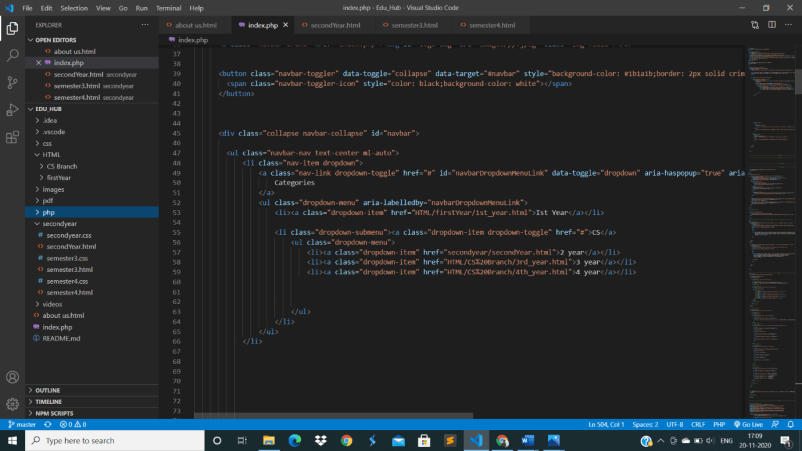 File Edit Selection View Go Run Terminal Help
index.php - Edu_Hub - Visual Studio Code
EXPLORER
OPEN EDITORS
about us.html
index.php
secondYear.html secondyear
semester3.html secondyear
semester4.html secondyear
EDU_HUB
.idea
.vscode
css
HTML
CS Branch
firstYear
images
pdf
php
secondyear
secondyear.css
secondYear.html
semester3.css
semester3.html
semester4.css
semester4.html
videos
about us.html
index.php
README.md
OUTLINE
TIMELINE
NPM SCRIPTS
about us.html index.php secondYear.html semester3.html semester4.html
index.php
37
38
39 <button class="navbar-toggler" data-toggle="collapse" data-target="#navbar" style="background-color: #1b1a1b;border: 2px solid crim
40 <span class="navbar-toggler-icon" style="color: black;background-color: white"></span>
41 </button>
42
43
44
45 <div class="collapse navbar-collapse" id="navbar">
46
47 <ul class="navbar-nav text-center ml-auto">
48 <li class="nav-item dropdown">
49 <a class="nav-link dropdown-toggle" href="#" id="navbarDropdownMenuLink" data-toggle="dropdown" aria-haspopup="true" aria
50 Categories
51 </a>
52 <ul class="dropdown-menu" aria-labelledby="navbarDropdownMenuLink">
53 <li><a class="dropdown-item" href="HTML/firstYear/1st_year.html">Ist Year</a></li>
54
55 <li class="dropdown-submenu"><a class="dropdown-item dropdown-toggle" href="#">CS</a>
56 <ul class="dropdown-menu">
57 <li><a class="dropdown-item" href="secondyear/secondYear.html">2 year</a></li>
58 <li><a class="dropdown-item" href="HTML/CS%20Branch/3rd_year.html">3 year</a></li>
59 <li><a class="dropdown-item" href="HTML/CS%20Branch/4th_year.html">4 year</a></li>
60
61
62
63 </ul>
64 </li>
65 </ul>
66 </li>
67
68
69
70
71
72
73
master 0 0 Ln 504, Col 1 Spaces: 2 UTF-8 CRLF PHP Go Live
Type here to search
ENG
17:09
20-11-2020